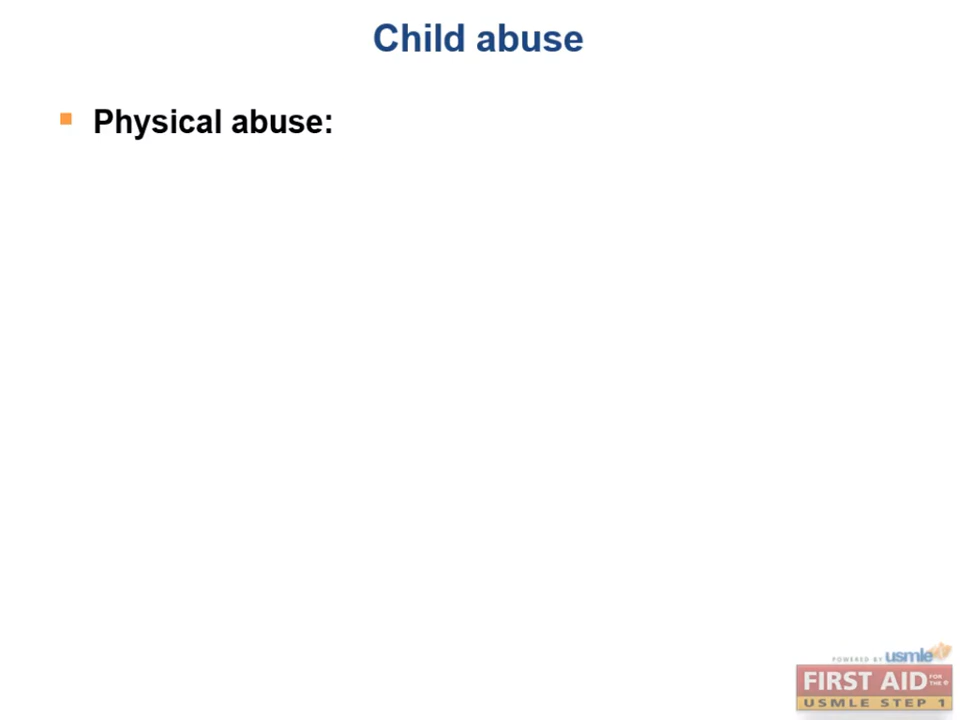 Child abuse
Physical abuse:
POWERED BY usmle
FIRST AID FOR THE ®
USMLE STEP 1